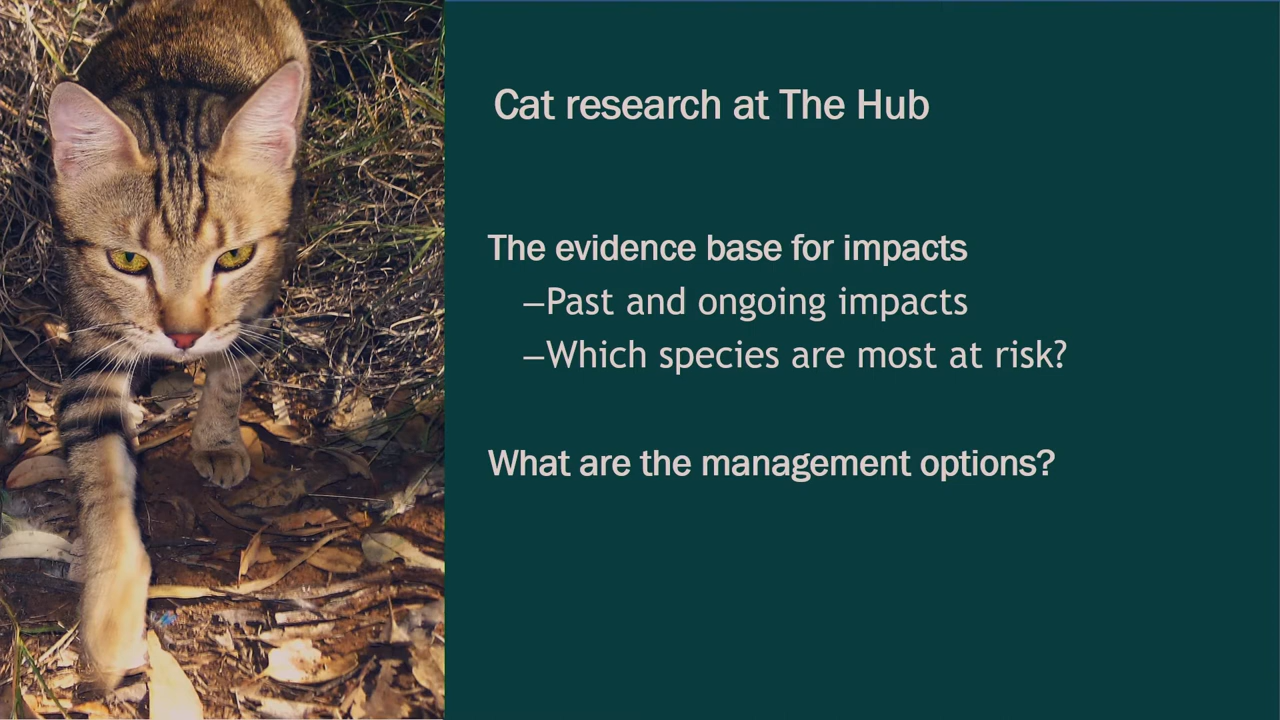 Cat research at The Hub
The evidence base for impacts
–Past and ongoing impacts
–Which species are most at risk?
What are the management options?